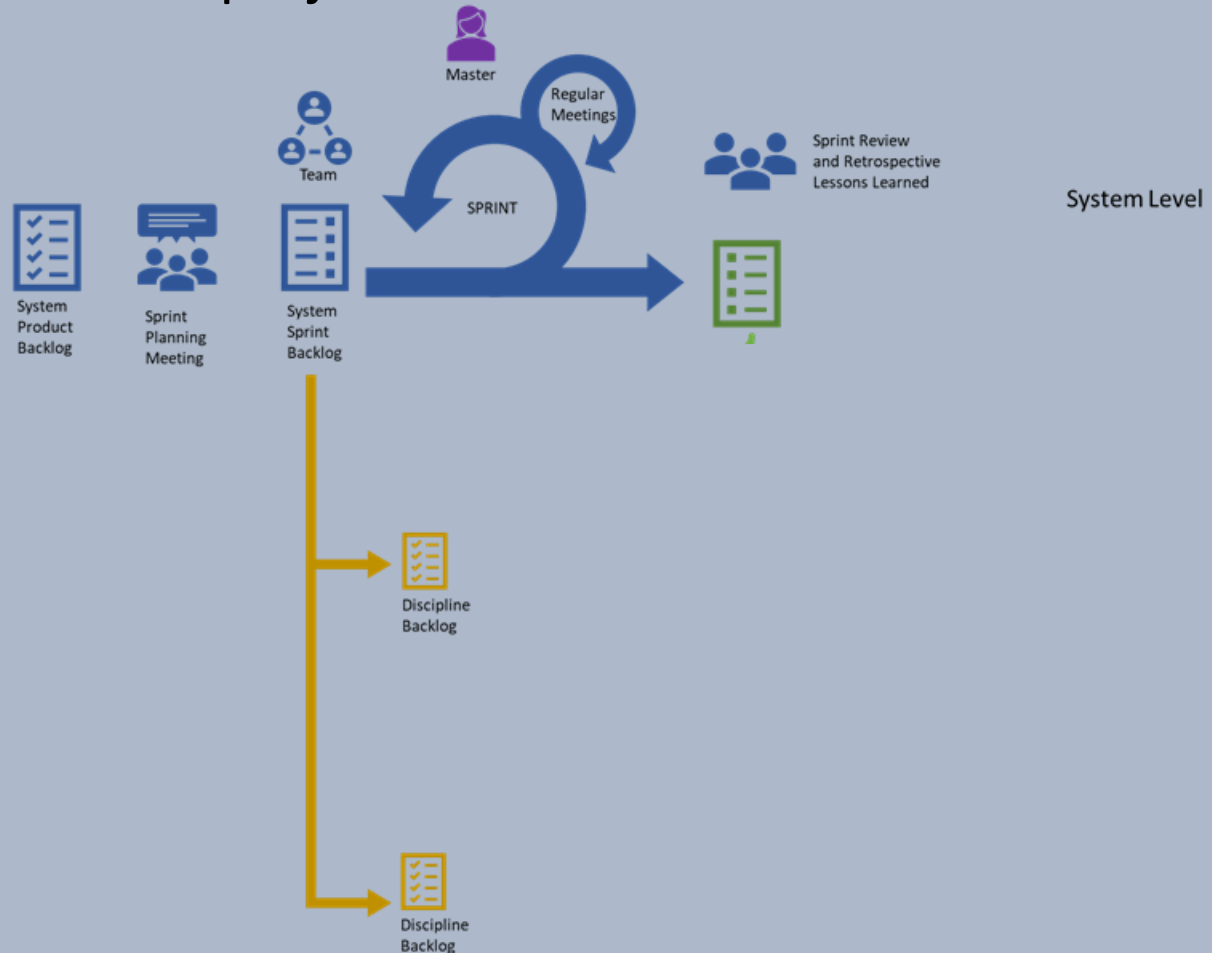 Master
Regular
Meetings
Team
SPRINT
Sprint Review
and Retrospective
Lessons Learned
System Level
System
Product
Backlog
Sprint
Planning
Meeting
System
Sprint
Backlog
Discipline
Backlog
Discipline
Backlog